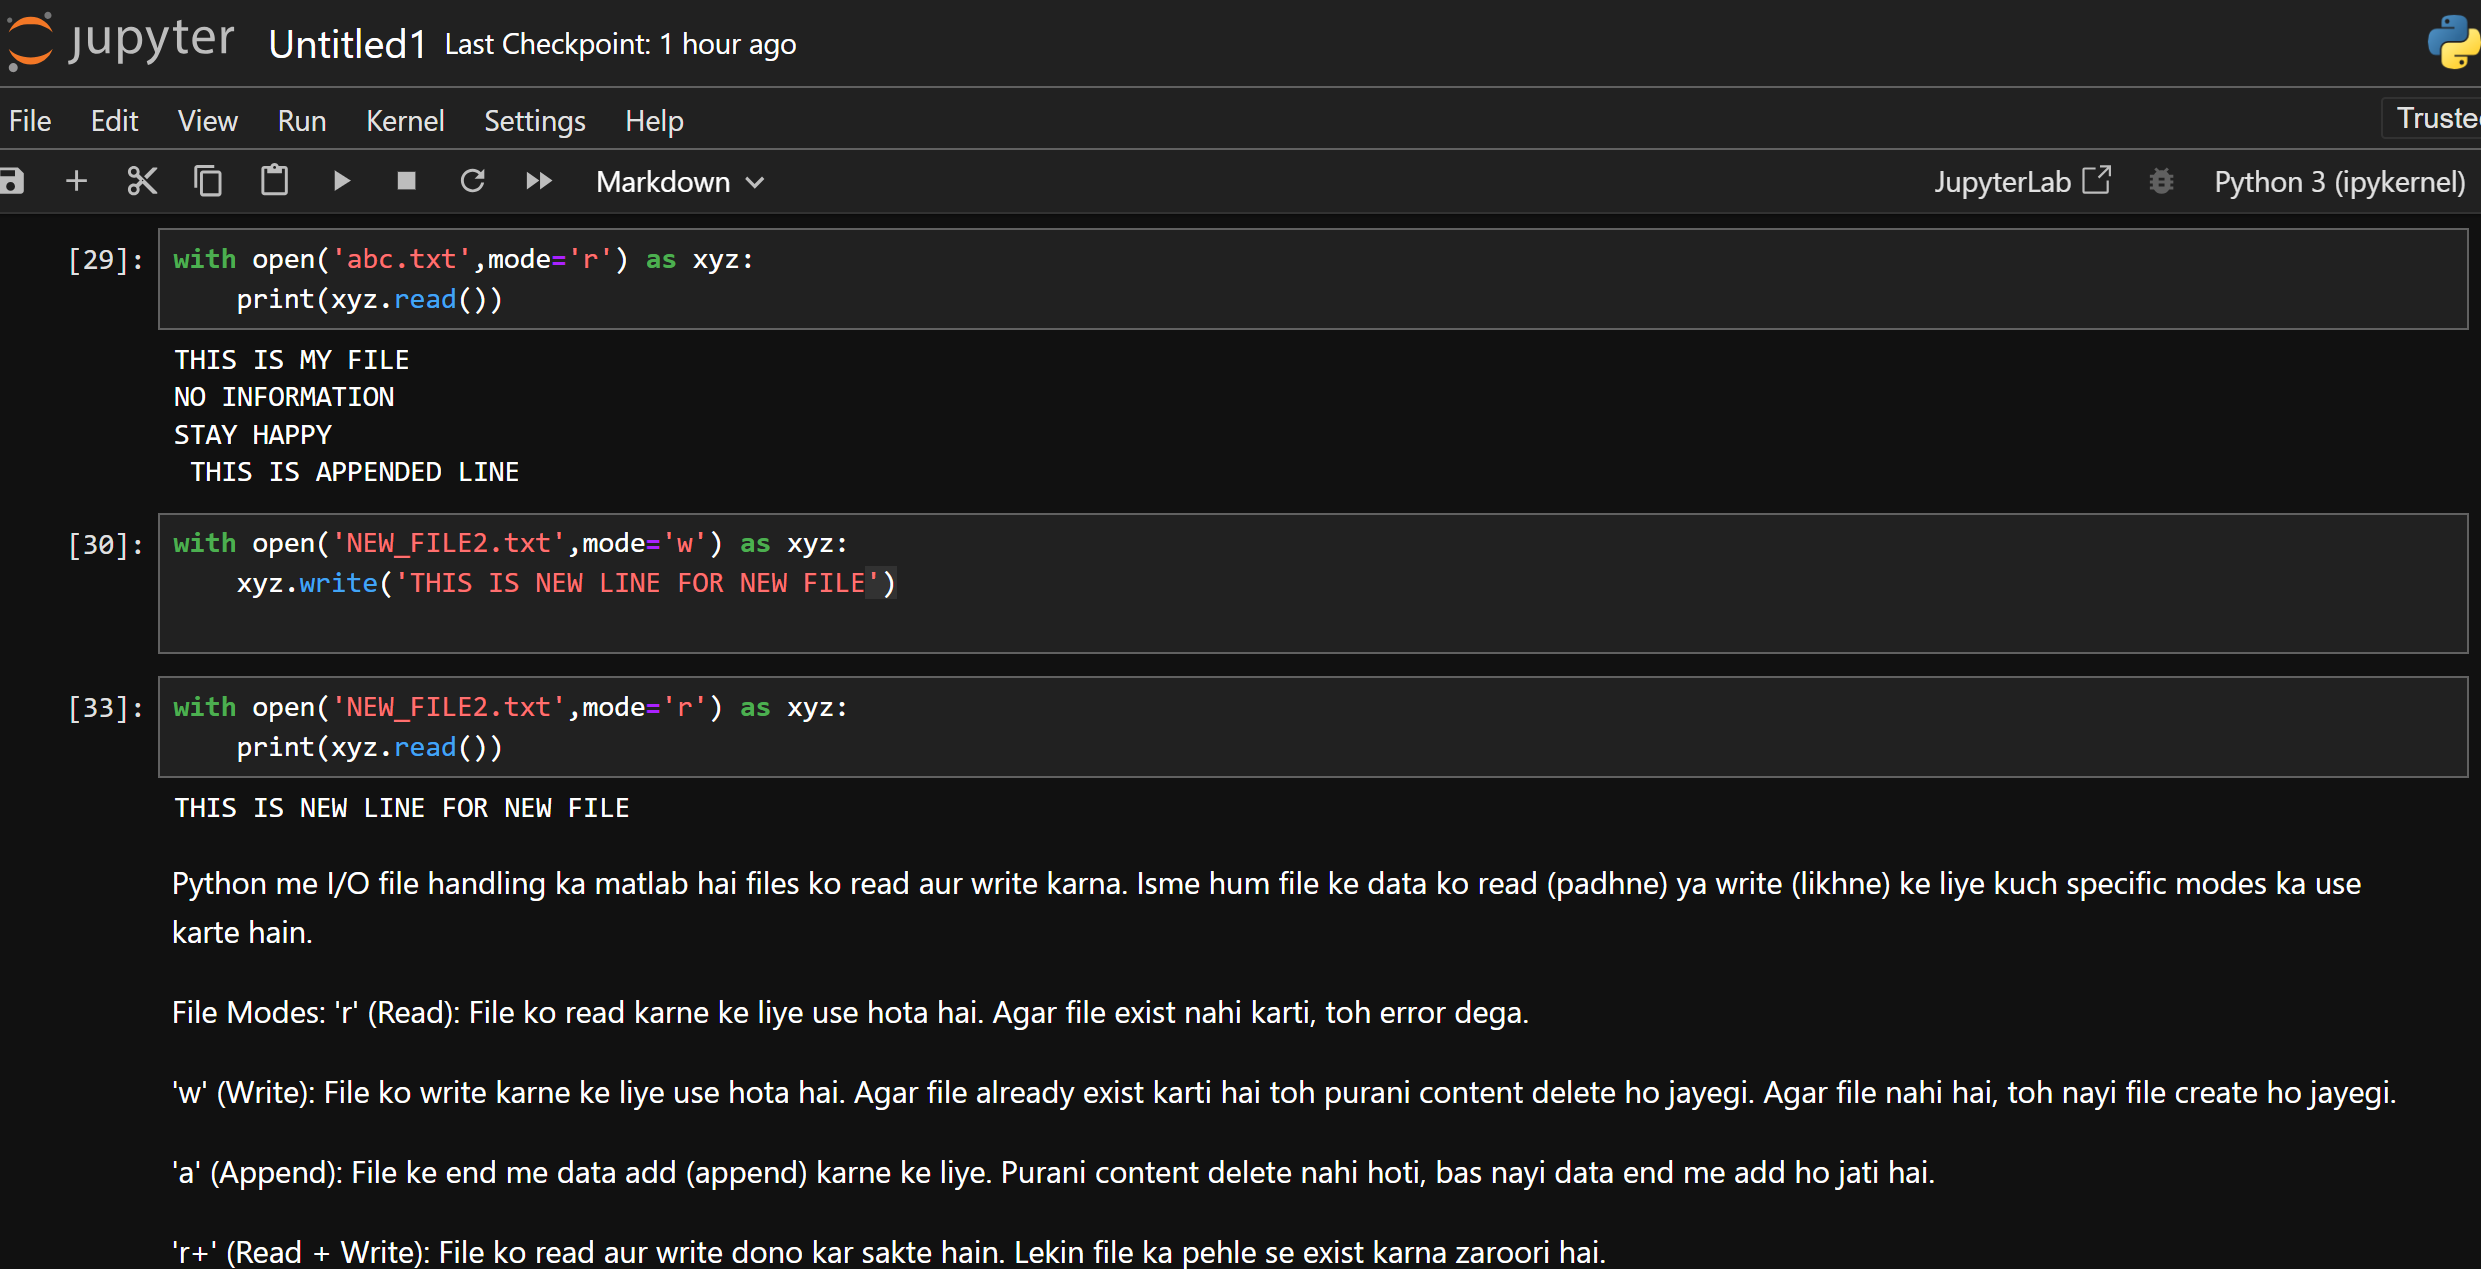 jupyter Untitled1 Last Checkpoint: 1 hour ago
File Edit View Run Kernel Settings Help
Markdown JupyterLab Python 3 (ipykernel)
[29]: with open('abc.txt',mode='r') as xyz:
print(xyz.read())
THIS IS MY FILE
NO INFORMATION
STAY HAPPY
THIS IS APPENDED LINE
[30]: with open('NEW_FILE2.txt',mode='w') as xyz:
xyz.write('THIS IS NEW LINE FOR NEW FILE')
[33]: with open('NEW_FILE2.txt',mode='r') as xyz:
print(xyz.read())
THIS IS NEW LINE FOR NEW FILE
Python me I/O file handling ka matlab hai files ko read aur write karna. Isme hum file ke data ko read (padhne) ya write (likhne) ke liye kuch specific modes ka use
karte hain.
File Modes: 'r' (Read): File ko read karne ke liye use hota hai. Agar file exist nahi karti, toh error dega.
'w' (Write): File ko write karne ke liye use hota hai. Agar file already exist karti hai toh purani content delete ho jayegi. Agar file nahi hai, toh nayi file create ho jayegi.
'a' (Append): File ke end me data add (append) karne ke liye. Purani content delete nahi hoti, bas nayi data end me add ho jati hai.
'r+' (Read + Write): File ko read aur write dono kar sakte hain. Lekin file ka pehle se exist karna zaroori hai.